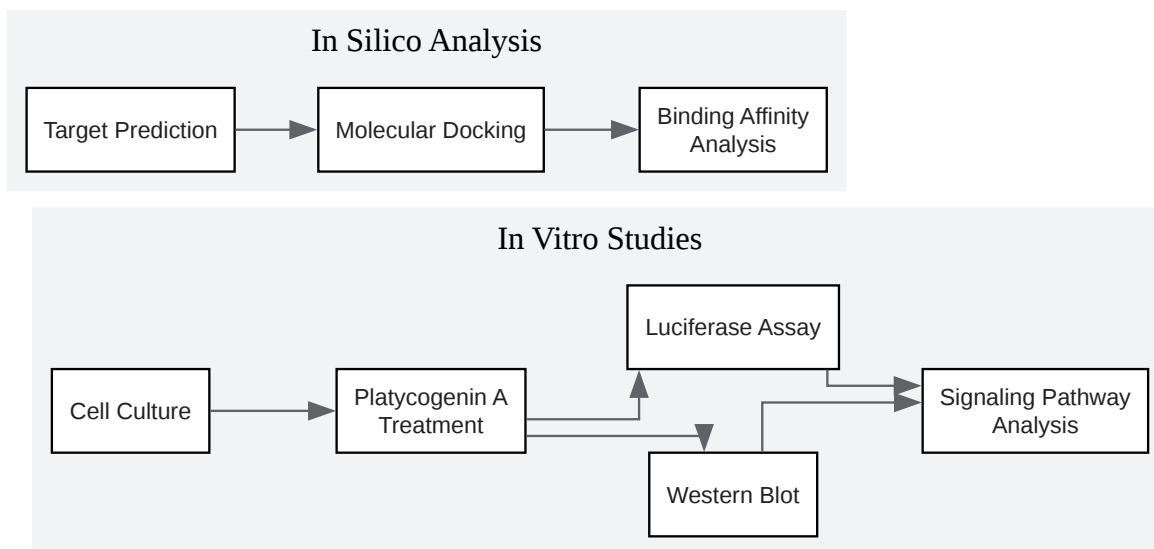 In Silico Analysis
Target Prediction
Molecular Docking
Binding Affinity
Analysis
In Vitro Studies
Luciferase Assay
Cell Culture
Platycogenin A
Treatment
Signaling Pathway
Analysis
Western Blot